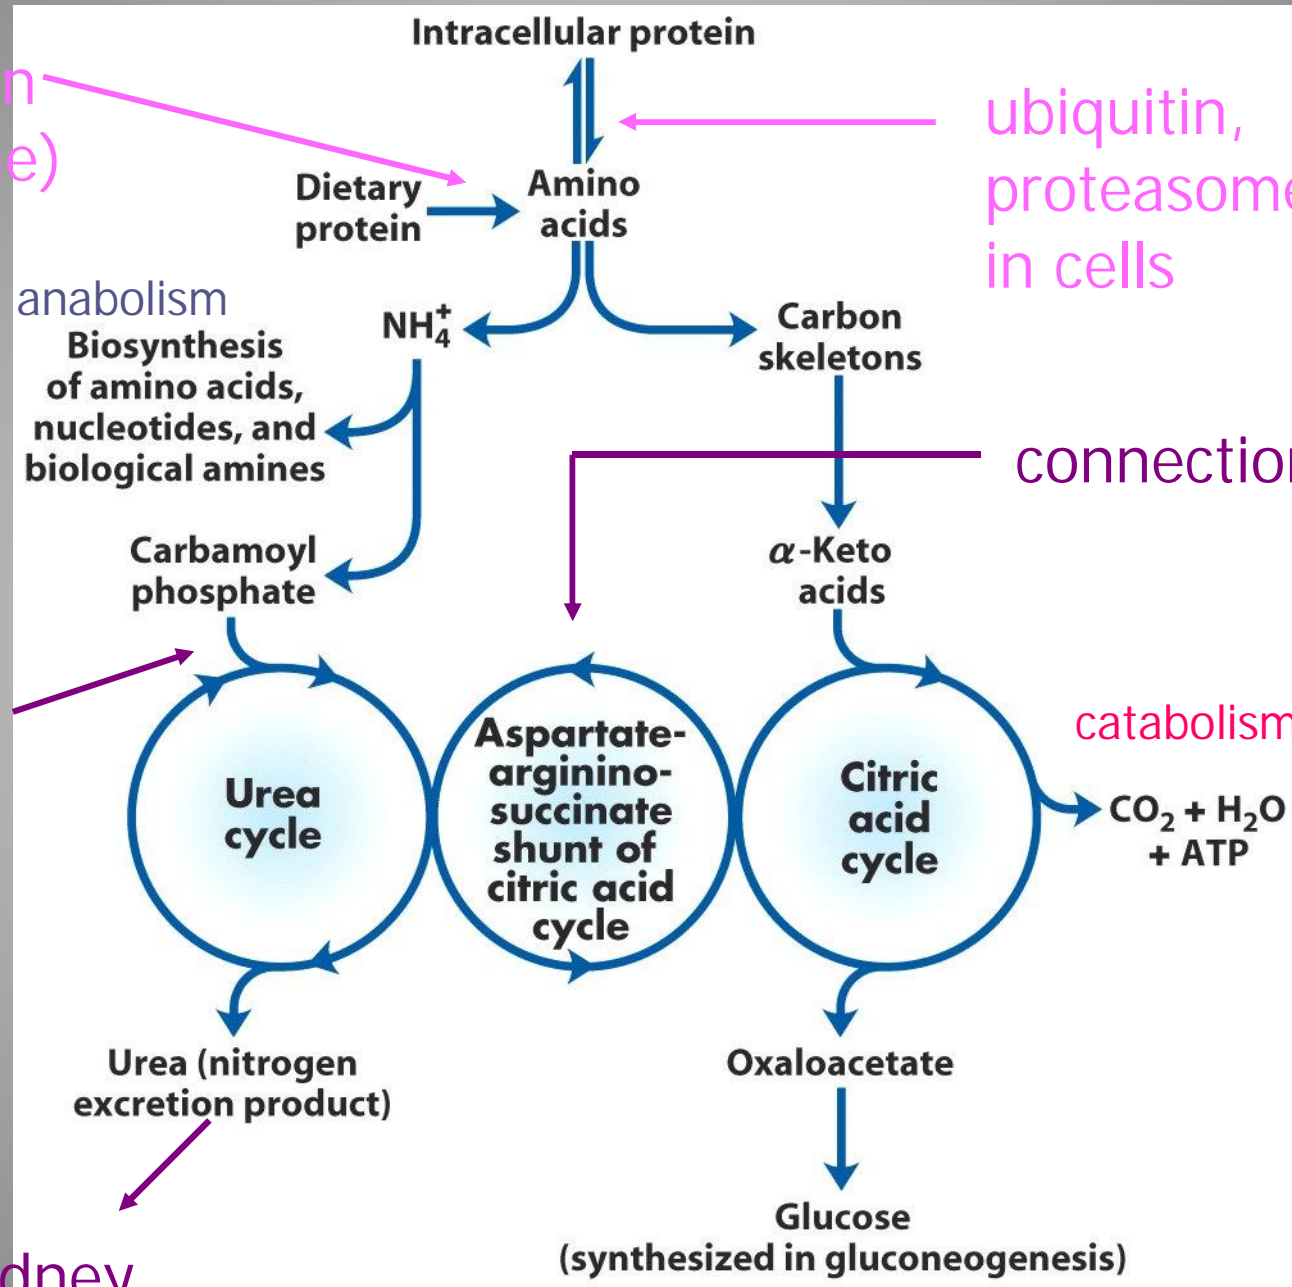 Intracellular protein
ubiquitin,
proteasome
in cells
Dietary
protein
Amino
acids
anabolism
NH₄⁺
Carbon
skeletons
Biosynthesis
of amino acids,
nucleotides, and
biological amines
connection
Carbamoyl
phosphate
α-Keto
acids
Urea
cycle
Aspartate-
arginino-
succinate
shunt of
citric acid
cycle
Citric
acid
cycle
catabolism
CO₂ + H₂O
+ ATP
Urea (nitrogen
excretion product)
Oxaloacetate
Glucose
(synthesized in gluconeogenesis)